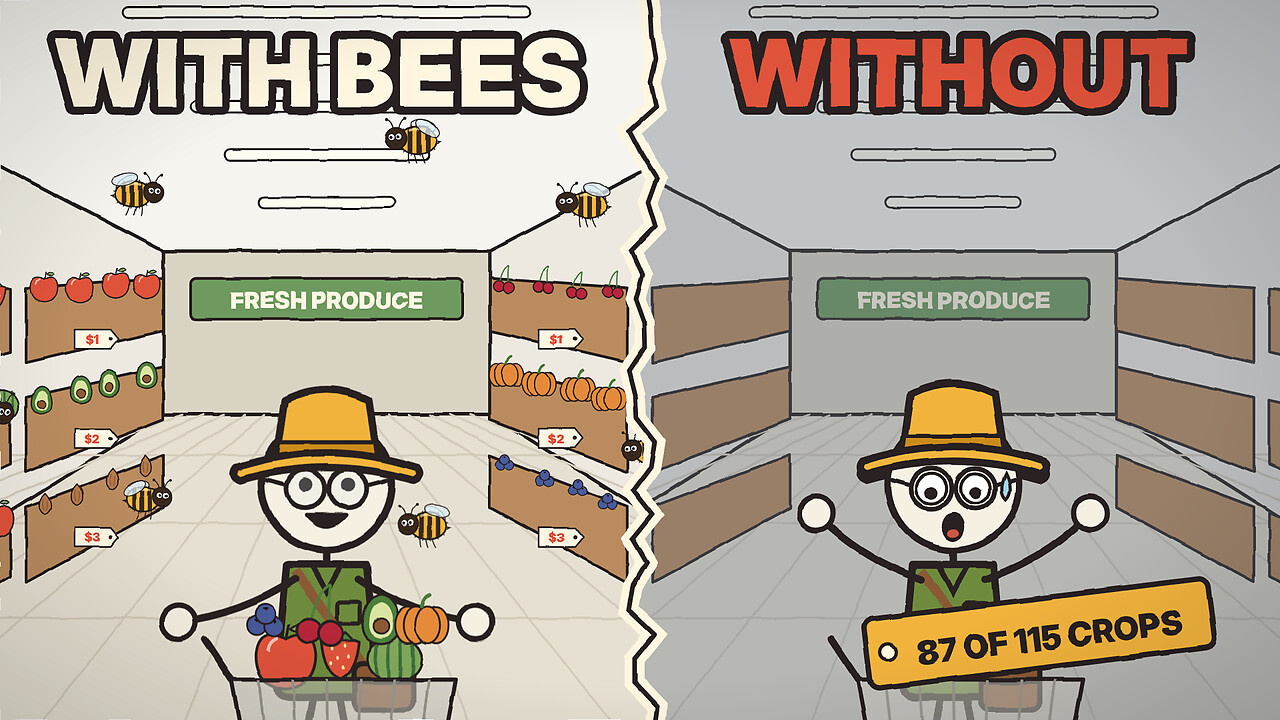 WITH BEES
WITHOUT
FRESH PRODUCE
$1
$1
$2
$2
$3
$3
FRESH PRODUCE
87 OF 115 CROPS